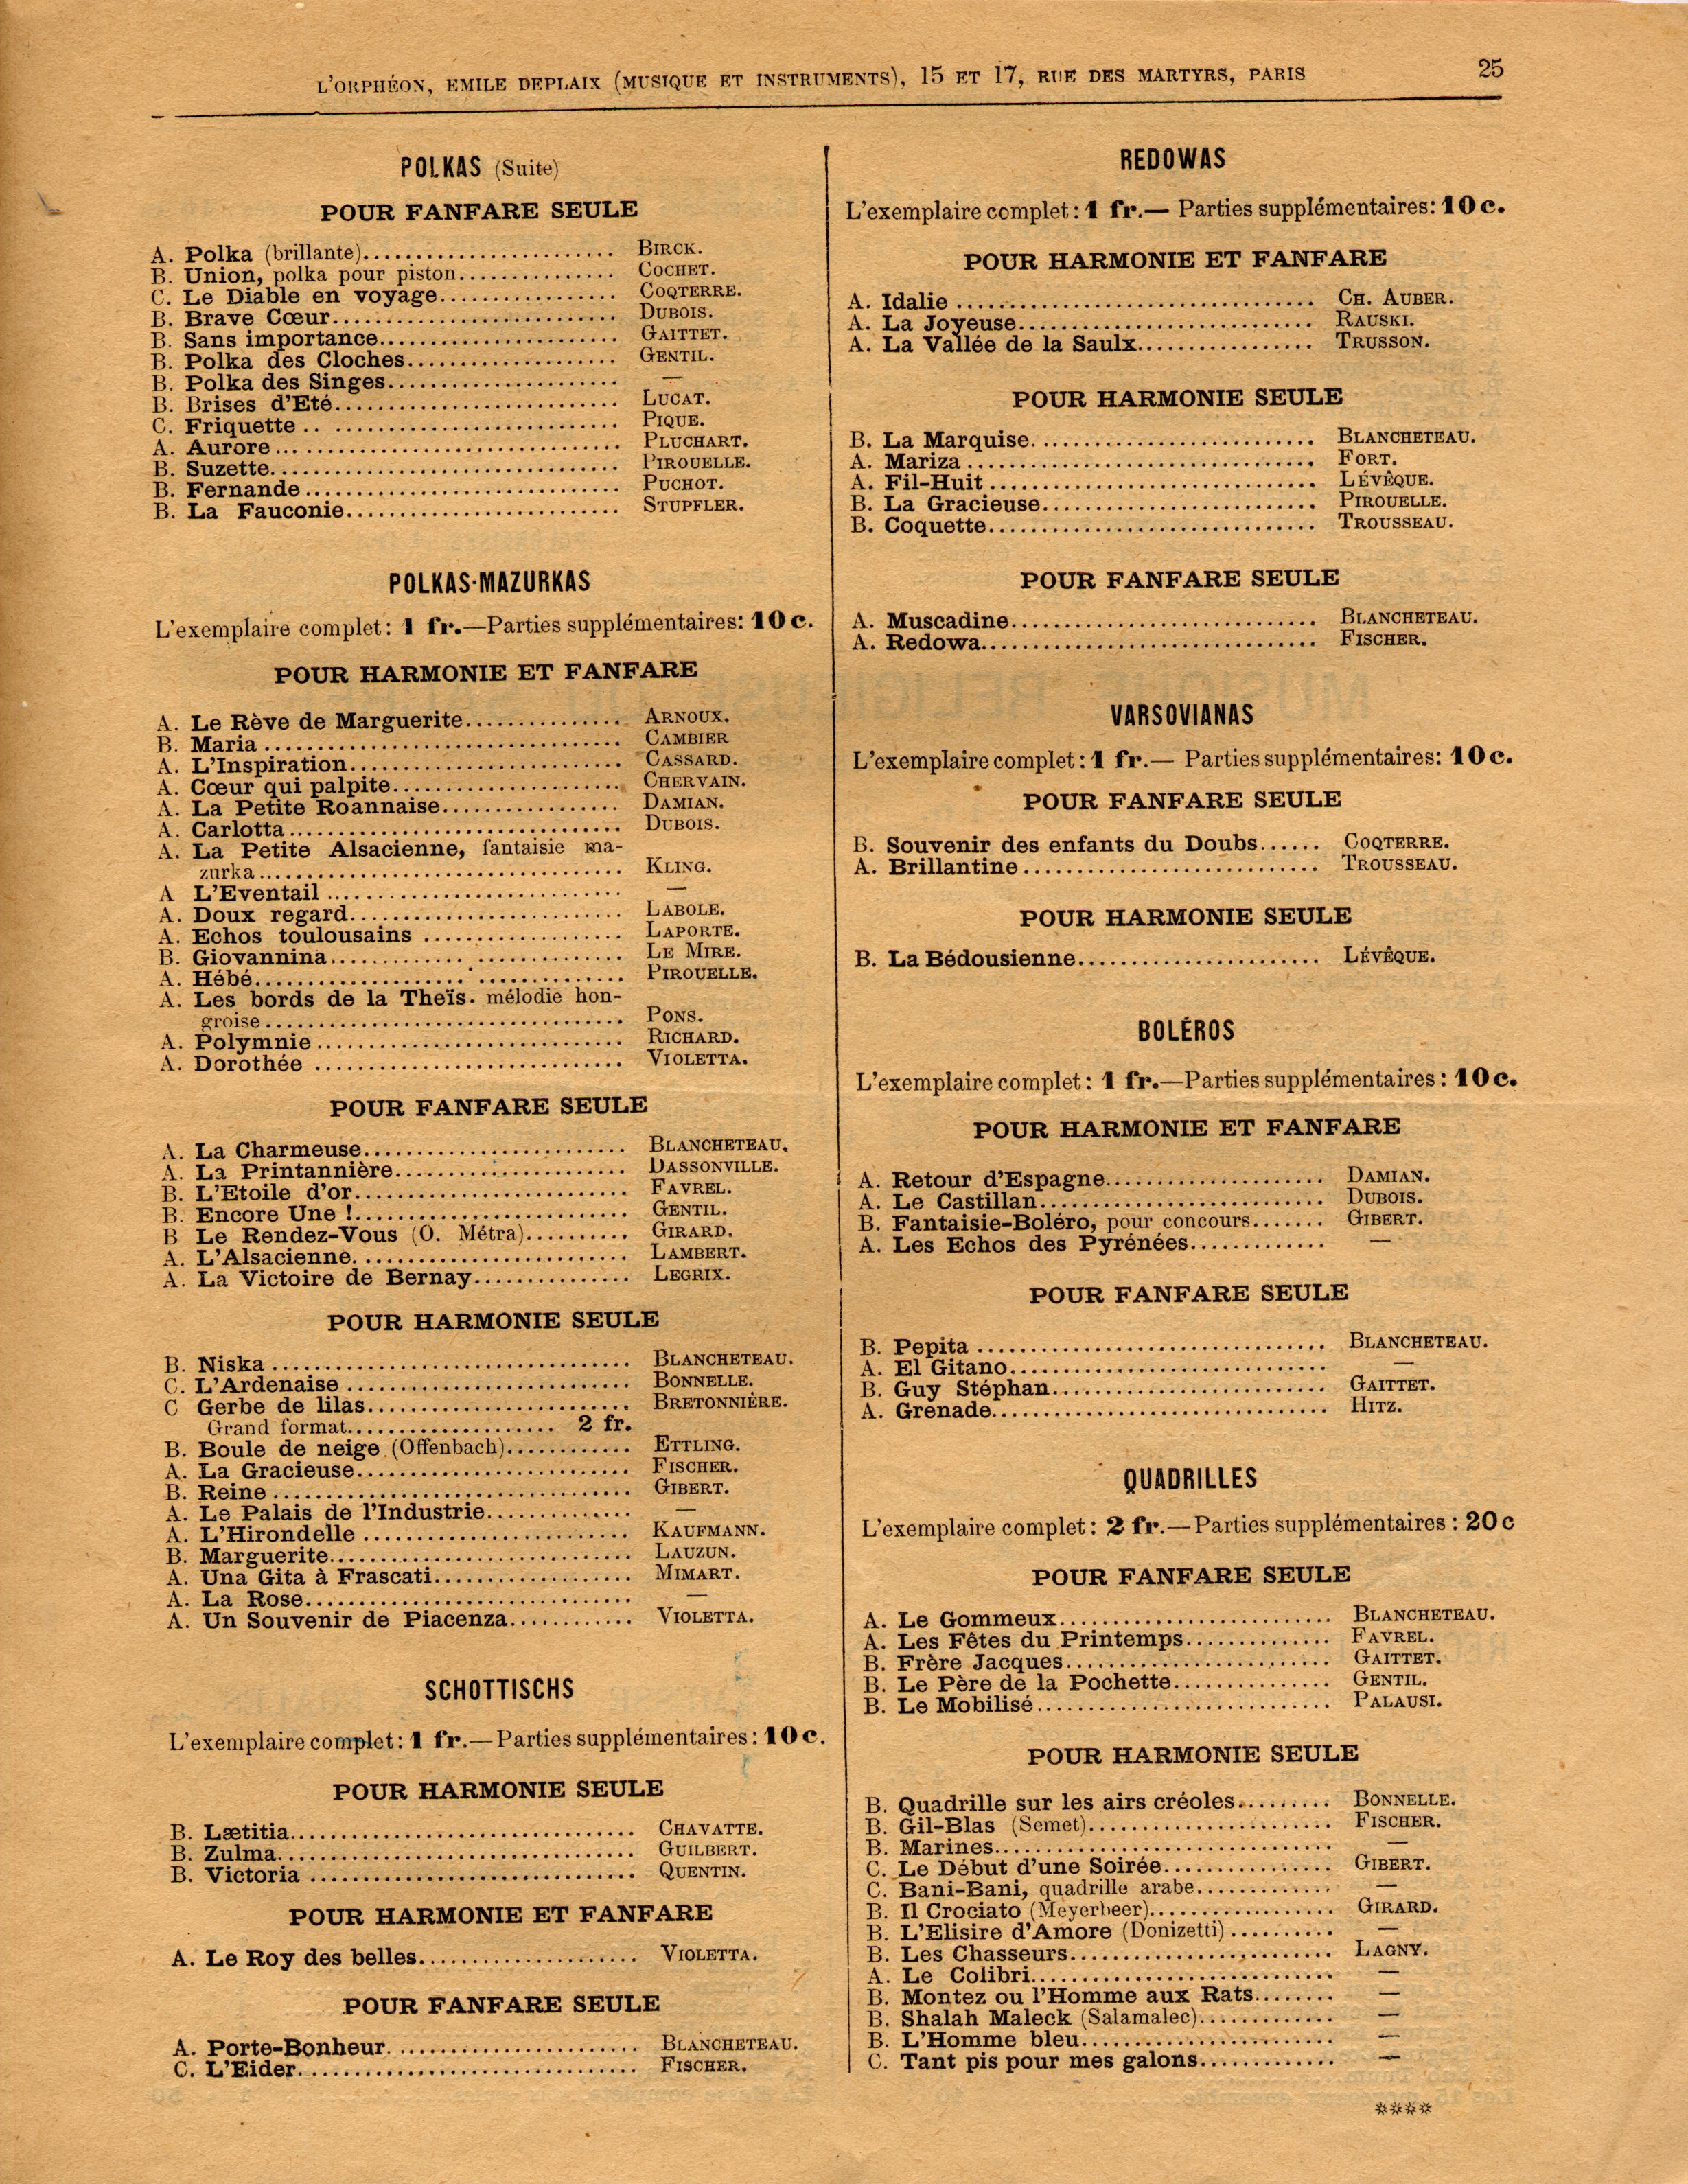 L'ORPHÉON, EMILE DEPLAIX (MUSIQUE ET INSTRUMENTS), 15 ET 17, RUE DES MARTYRS, PARIS
25
POLKAS (Suite)
POUR FANFARE SEULE
A. Polka (brillante)........................ BIRCK.
B. Union, polka pour piston............... COCHET.
C. Le Diable en voyage................. COQTERRE.
B. Brave Cœur............................ DUBOIS.
B. Sans importance....................... GAITTET.
B. Polka des Cloches.................... GENTIL.
B. Polka des Singes...................... —
B. Brises d'Eté........................... LUCAT.
C. Friquette .. ........................... PIQUE.
A. Aurore... .............................. PLUCHART.
B. Suzette................................. PIROUELLE.
B. Fernande............................... PUCHOT.
B. La Fauconie........................... STUPFLER.
POLKAS-MAZURKAS
L'exemplaire complet: 1 fr.—Parties supplémentaires: 10 c.
POUR HARMONIE ET FANFARE
A. Le Rève de Marguerite............... ARNOUX.
B. Maria ................................... CAMBIER
A. L'Inspiration........................... CASSARD.
A. Cœur qui palpite...................... CHERVAIN.
A. La Petite Roannaise................. DAMIAN.
A. Carlotta................................. DUBOIS.
A. La Petite Alsacienne, fantaisie ma-
zurka.................................... KLING.
A L'Eventail ............................. —
A. Doux regard........................... LABOLE.
A. Echos toulousains ................... LAPORTE.
B. Giovannina............. .............. LE MIRE.
A. Hébé.................... .............. PIROUELLE.
A. Les bords de la Theïs. mélodie hon-
groise................................... PONS.
A. Polymnie.............................. RICHARD.
A. Dorothée .............................. VIOLETTA.
POUR FANFARE SEULE
A. La Charmeuse......................... BLANCHETEAU.
A. La Printannière....................... DASSONVILLE.
B. L'Etoile d'or........................... FAVREL.
B. Encore Une !.......................... GENTIL.
B Le Rendez-Vous (O. Métra).......... GIRARD.
A. L'Alsacienne. ......................... LAMBERT.
A. La Victoire de Bernay............... LEGRIX.
POUR HARMONIE SEULE
B. Niska ................................... BLANCHETEAU.
C. L'Ardenaise ........................... BONNELLE.
C Gerbe de lilas......................... BRETONNIÈRE.
Grand format.................... 2 fr.
B. Boule de neige (Offenbach)............ ETTLING.
A. La Gracieuse.......................... FISCHER.
B. Reine ................................... GIBERT.
A. Le Palais de l'Industrie.............. —
A. L'Hirondelle .......................... KAUFMANN.
B. Marguerite............................. LAUZUN.
A. Una Gita à Frascati................... MIMART.
A. La Rose................................ —
A. Un Souvenir de Piacenza............ VIOLETTA.
SCHOTTISCHS
L'exemplaire complet: 1 fr.— Parties supplémentaires: 10 c.
POUR HARMONIE SEULE
B. Lætitia.................................. CHAVATTE.
B. Zulma................................... GUILBERT.
B. Victoria ................................ QUENTIN.
POUR HARMONIE ET FANFARE
A. Le Roy des belles..................... VIOLETTA.
POUR FANFARE SEULE
A. Porte-Bonheur......................... BLANCHETEAU.
C. L'Eider................................. FISCHER.
REDOWAS
L'exemplaire complet: 1 fr.— Parties supplémentaires: 10 c.
POUR HARMONIE ET FANFARE
A. Idalie ................................... CH. AUBER.
A. La Joyeuse............................ RAUSKI.
A. La Vallée de la Saulx................. TRUSSON.
POUR HARMONIE SEULE
B. La Marquise. .......................... BLANCHETEAU.
A. Mariza .................................. FORT.
A. Fil-Huit ................................ LÉVÊQUE.
B. La Gracieuse.......................... PIROUELLE.
B. Coquette............................... TROUSSEAU.
POUR FANFARE SEULE
A. Muscadine............................. BLANCHETEAU.
A. Redowa................................ FISCHER.
VARSOVIANAS
L'exemplaire complet: 1 fr.— Parties supplémentaires: 10 c.
POUR FANFARE SEULE
B. Souvenir des enfants du Doubs...... COQTERRE.
A. Brillantine............................. TROUSSEAU.
POUR HARMONIE SEULE
B. La Bédousienne....................... LÉVÊQUE.
BOLÉROS
L'exemplaire complet: 1 fr.—Parties supplémentaires: 10 c.
POUR HARMONIE ET FANFARE
A. Retour d'Espagne..................... DAMIAN.
A. Le Castillan........................... DUBOIS.
B. Fantaisie-Boléro, pour concours....... GIBERT.
A. Les Echos des Pyrénées............. —
POUR FANFARE SEULE
B. Pepita .................................. BLANCHETEAU.
A. El Gitano............................... —
B. Guy Stéphan.......................... GAITTET.
A. Grenade................................ HITZ.
QUADRILLES
L'exemplaire complet: 2 fr.—Parties supplémentaires: 20 c
POUR FANFARE SEULE
A. Le Gommeux.......................... BLANCHETEAU.
A. Les Fêtes du Printemps.............. FAVREL.
B. Frère Jacques......................... GAITTET.
B. Le Père de la Pochette............... GENTIL.
B. Le Mobilisé............................ PALAUSI.
POUR HARMONIE SEULE
B. Quadrille sur les airs créoles......... BONNELLE.
B. Gil-Blas (Semet)........................ FISCHER.
B. Marines................................. —
C. Le Début d'une Soirée................ GIBERT.
C. Bani-Bani, quadrille arabe............. —
B. Il Crociato (Meyerbeer).................. GIRARD.
B. L'Elisire d'Amore (Donizetti).......... —
B. Les Chasseurs......................... LAGNY.
A. Le Colibri.............................. —
B. Montez ou l'Homme aux Rats........ —
B. Shalah Maleck (Salamalec)............. —
B. L'Homme bleu........................ —
C. Tant pis pour mes galons............. —
****